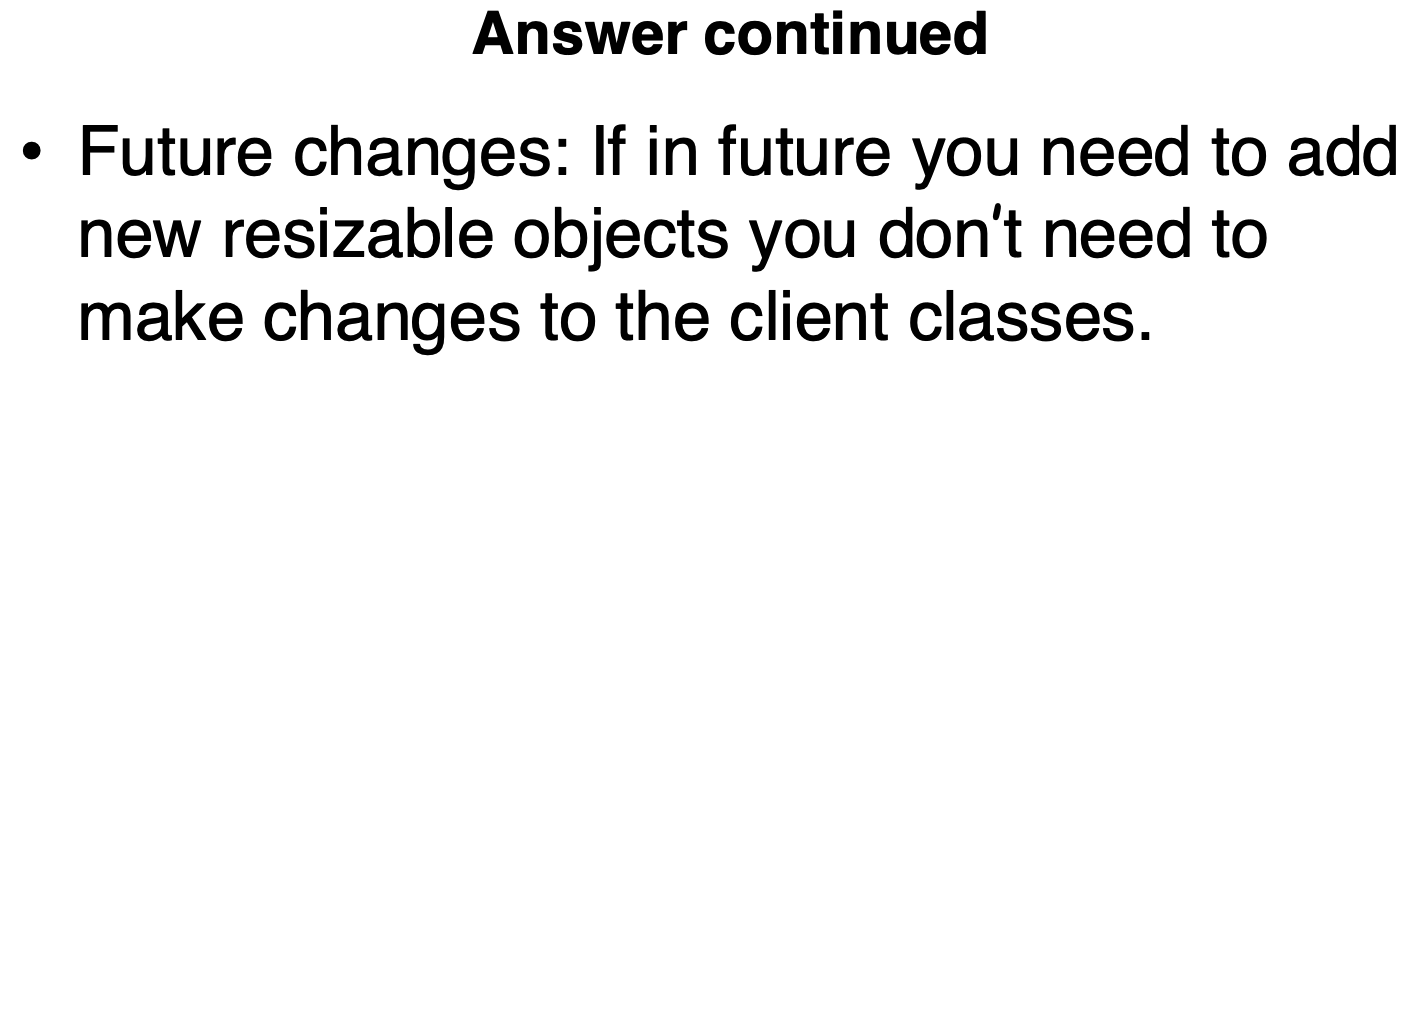 Answer continued
• Future changes: If in future you need to add
new resizable objects you don't need to
make changes to the client classes.